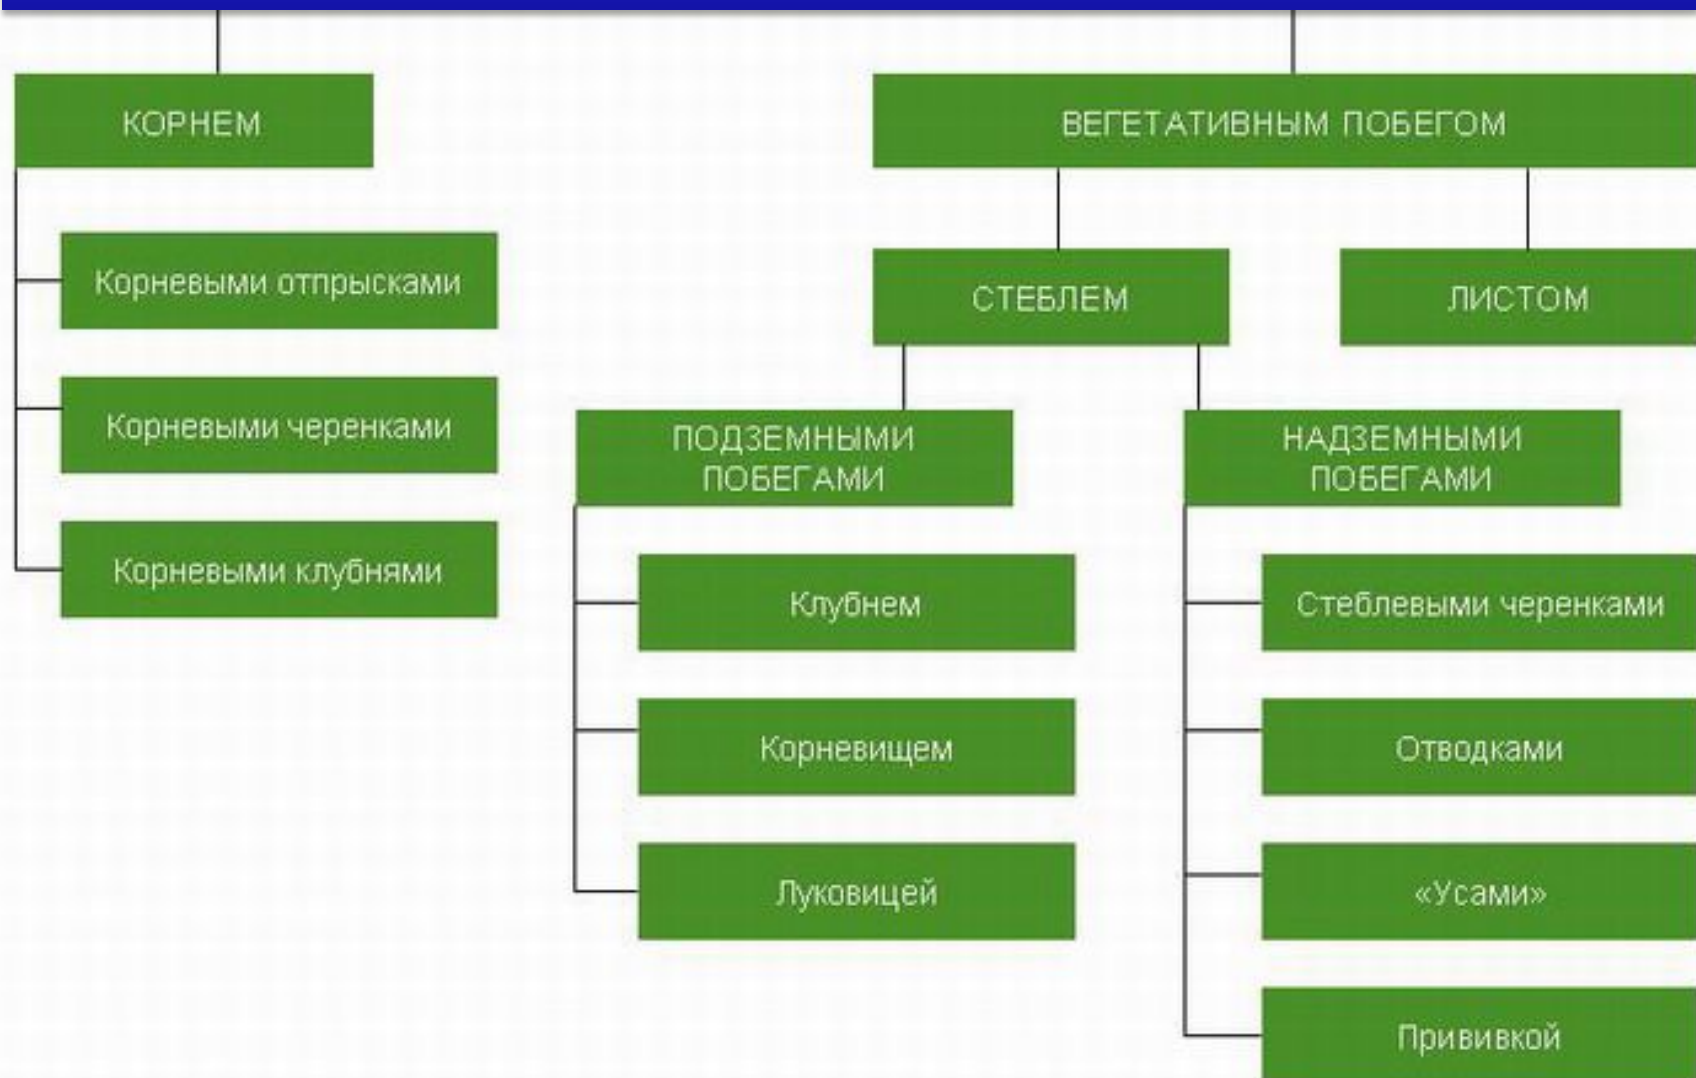 КОРНЕМ
Корневыми отпрысками
Корневыми черенками
Корневыми клубнями
ВЕГЕТАТИВНЫМ ПОБЕГОМ
СТЕБЛЕМ
ЛИСТОМ
ПОДЗЕМНЫМИ
ПОБЕГАМИ
Клубнем
Корневищем
Луковицей
НАДЗЕМНЫМИ
ПОБЕГАМИ
Стеблевыми черенками
Отводками
«Усами»
Прививкой